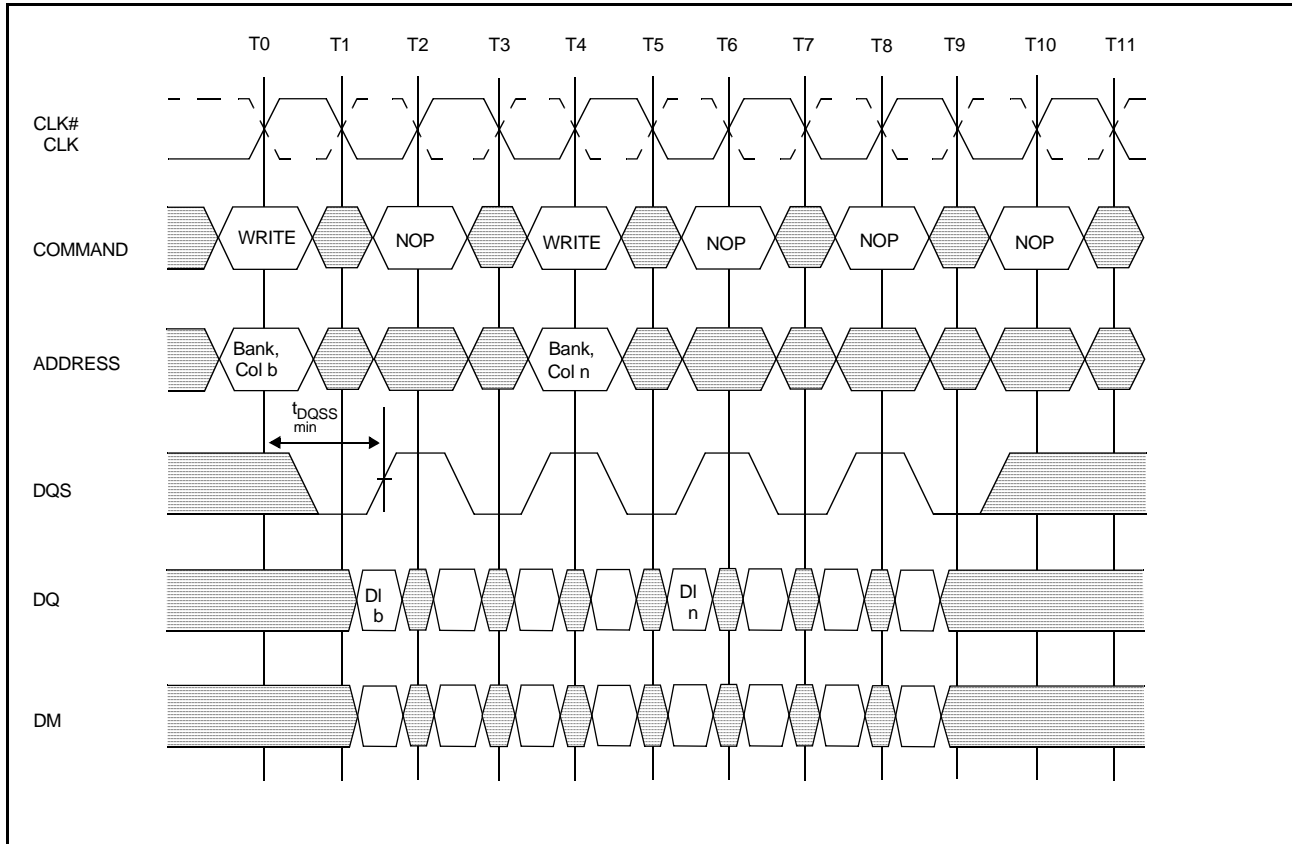 T0 T1 T2 T3 T4 T5 T6 T7 T8 T9 T10 T11
CLK#
CLK
COMMAND WRITE NOP WRITE NOP NOP NOP
ADDRESS Bank, Col b Bank, Col n
tDQSS
min
DQS
DQ DI b DI n
DM